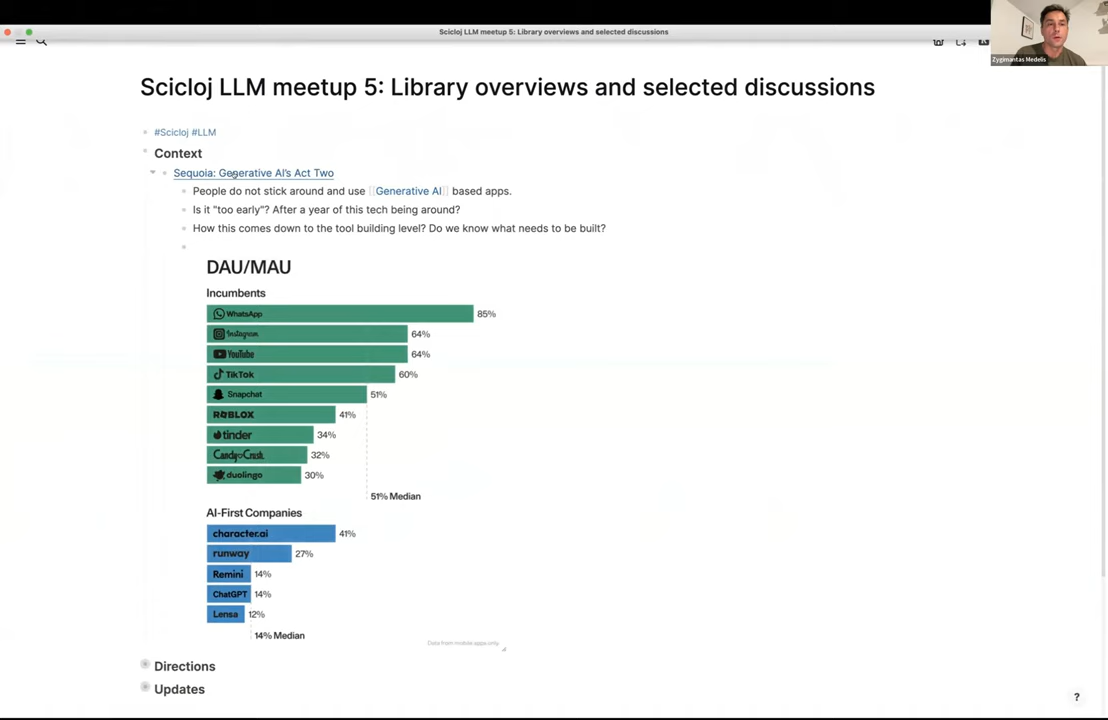 Scicloj LLM meetup 5: Library overviews and selected discussions
Zygimantas Medelis
Scicloj LLM meetup 5: Library overviews and selected discussions
#Scicloj #LLM
Context
Sequoia: Generative AI's Act Two
People do not stick around and use [[Generative AI]] based apps.
Is it "too early"? After a year of this tech being around?
How this comes down to the tool building level? Do we know what needs to be built?
DAU/MAU
Incumbents
WhatsApp 85%
Instagram 64%
YouTube 64%
TikTok 60%
Snapchat 51%
ROBLOX 41%
tinder 34%
Candy Crush 32%
duolingo 30%
51% Median
AI-First Companies
character.ai 41%
runway 27%
Remini 14%
ChatGPT 14%
Lensa 12%
14% Median
Data from mobile apps only.
Directions
Updates
?